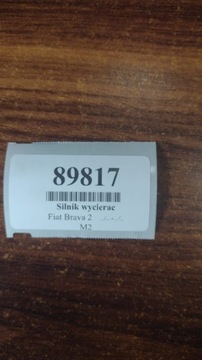 89817
Silnik wycierac
Fiat Brava 2
M2